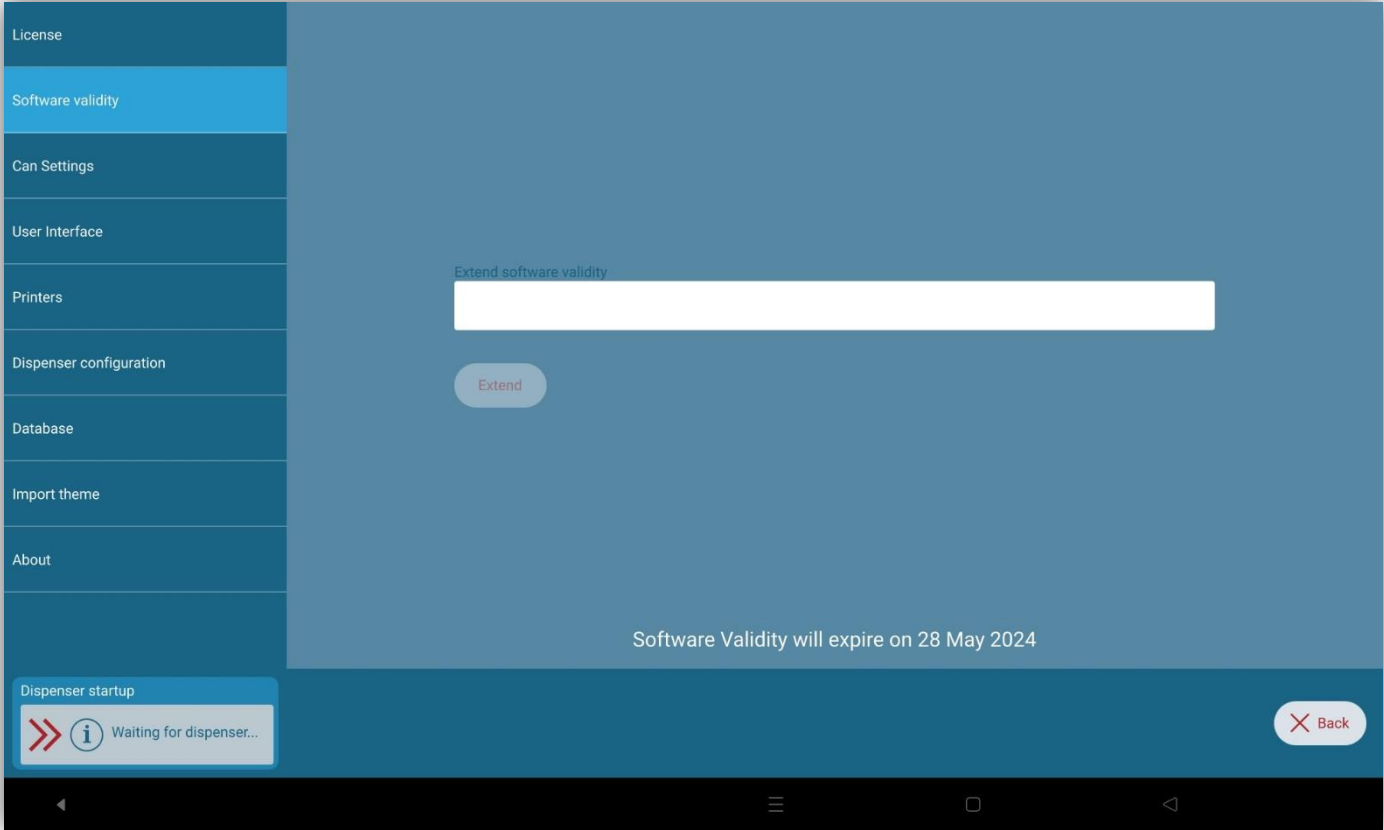 License
Software validity
Can Settings
User Interface
Printers
Dispenser configuration
Database
Import theme
About
Extend software validity
Extend
Software Validity will expire on 28 May 2024
Dispenser startup
Waiting for dispenser...
Back